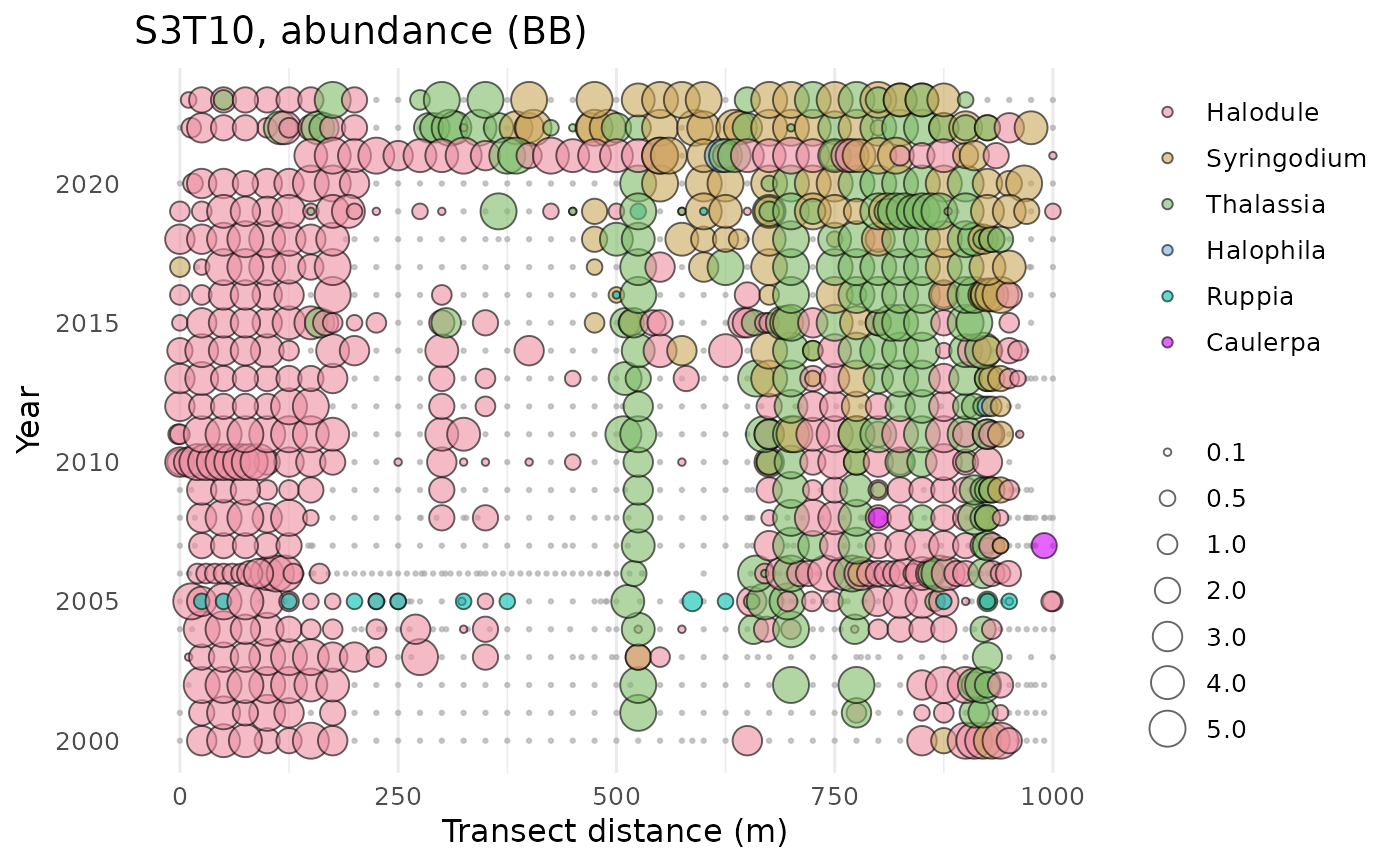 S3T10, abundance (BB)
Year
2020
2015
2010
2005
2000
0
250
500
750
1000
Transect distance (m)
Halodule
Syringodium
Thalassia
Halophila
Ruppia
Caulerpa
0.1
0.5
1.0
2.0
3.0
4.0
5.0